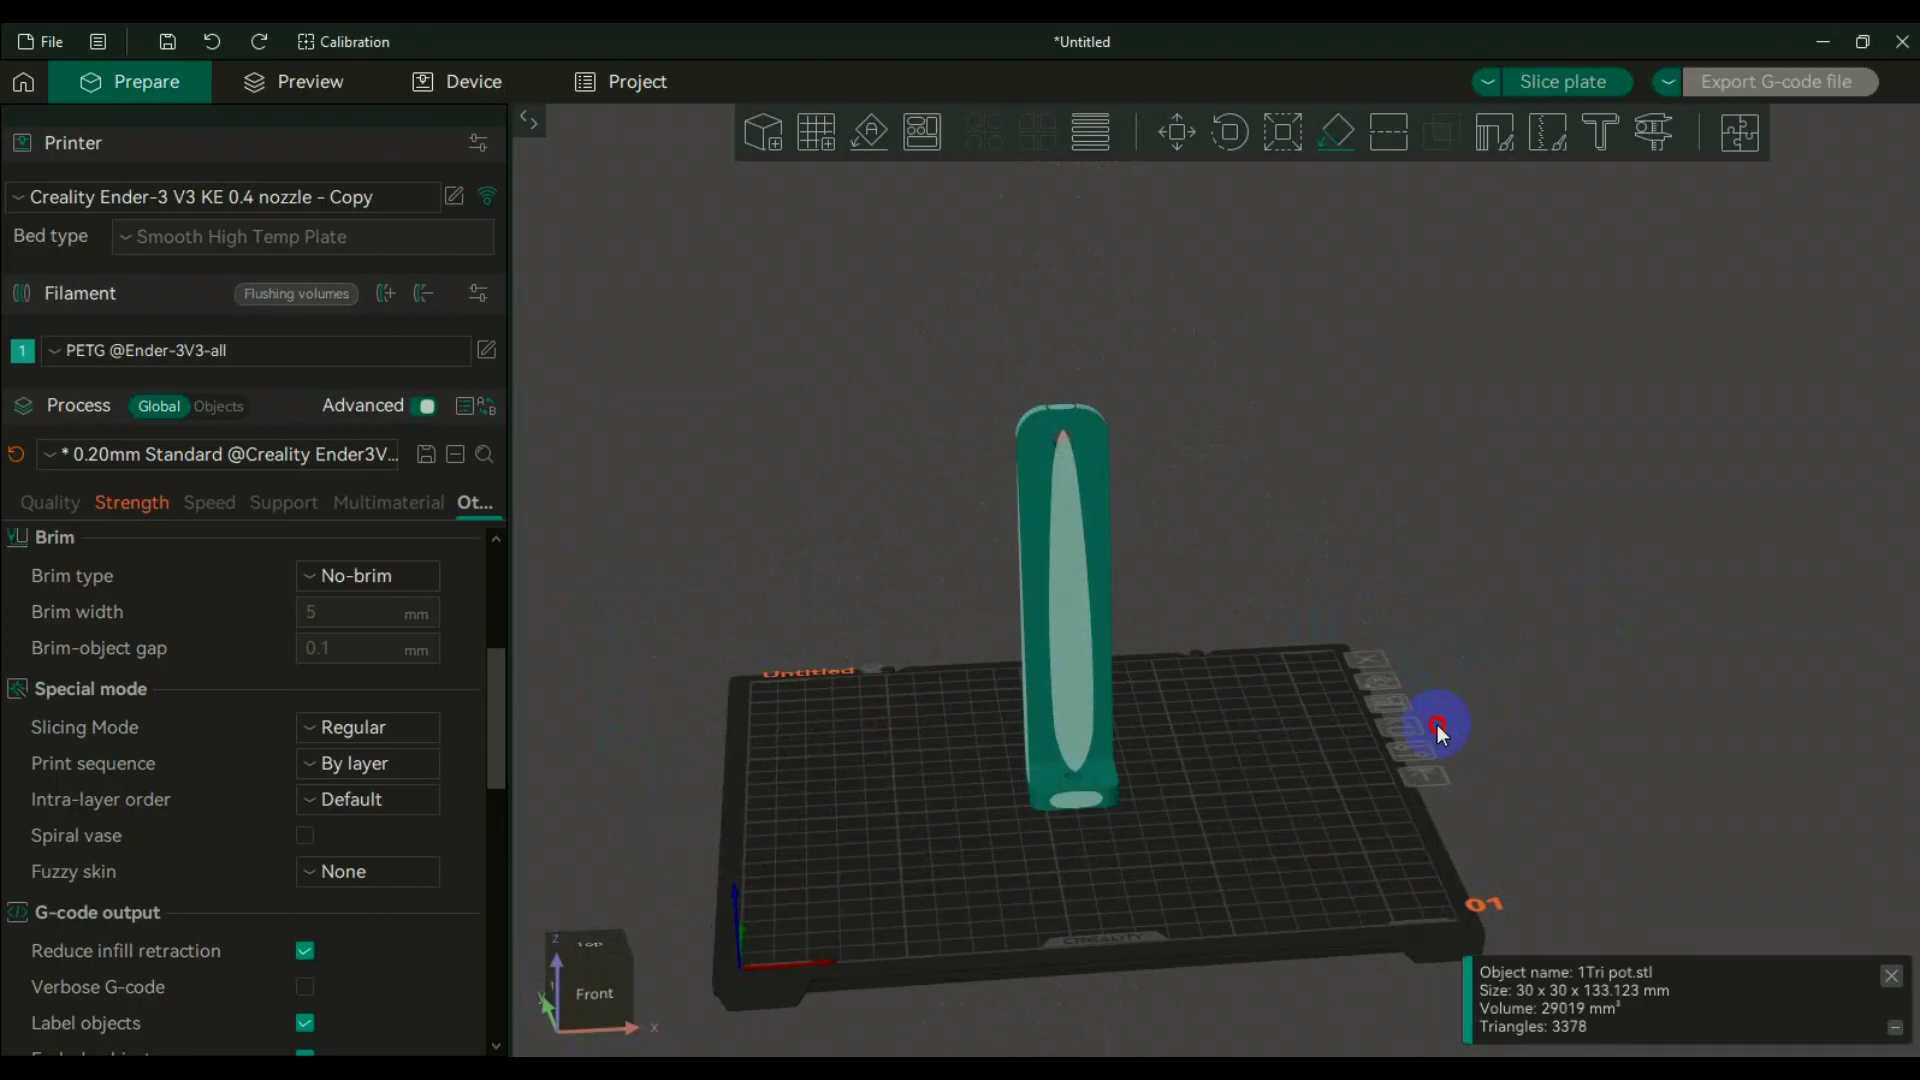 File
Calibration
*Untitled
Prepare
Preview
Device
Project
Slice plate
Export G-code file
Printer
Creality Ender-3 V3 KE 0.4 nozzle - Copy
Bed type
Smooth High Temp Plate
Filament
Flushing volumes
1
PETG @Ender-3V3-all
Process
Global
Objects
Advanced
* 0.20mm Standard @Creality Ender3V...
Quality
Strength
Speed
Support
Multimaterial
Ot...
Brim
Brim type
No-brim
Brim width
5 mm
Brim-object gap
0.1 mm
Special mode
Slicing Mode
Regular
Print sequence
By layer
Intra-layer order
Default
Spiral vase
Fuzzy skin
None
G-code output
Reduce infill retraction
Verbose G-code
Label objects
Untitled
01
CREALITY
Top
Front
z
x
Object name: 1Tri pot.stl
Size: 30 x 30 x 133.123 mm
Volume: 29019 mm³
Triangles: 3378